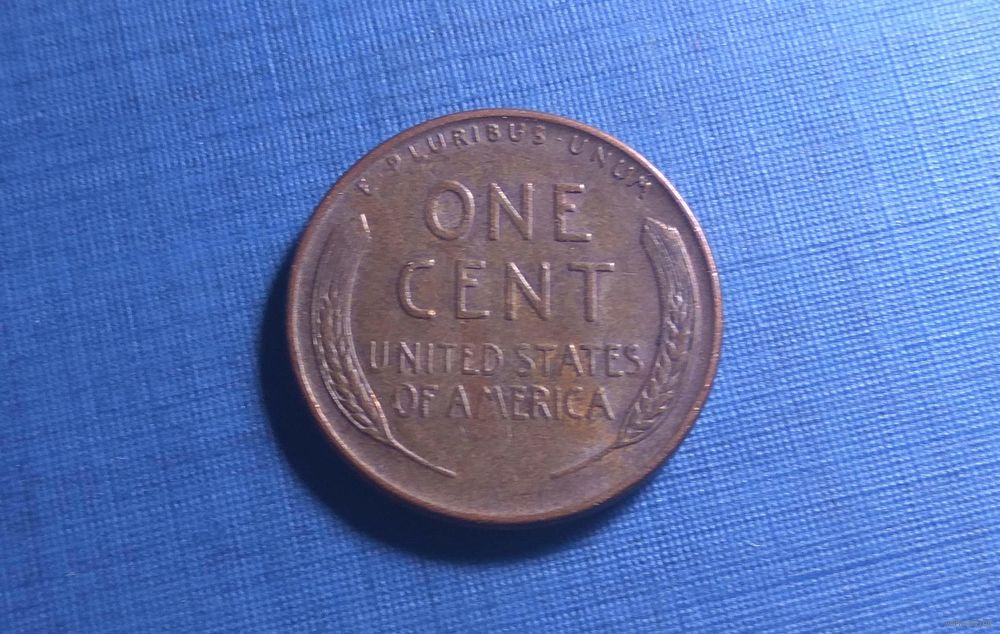 E·PLURIBUS·UNUM
ONE
CENT
UNITED STATES
OF AMERICA